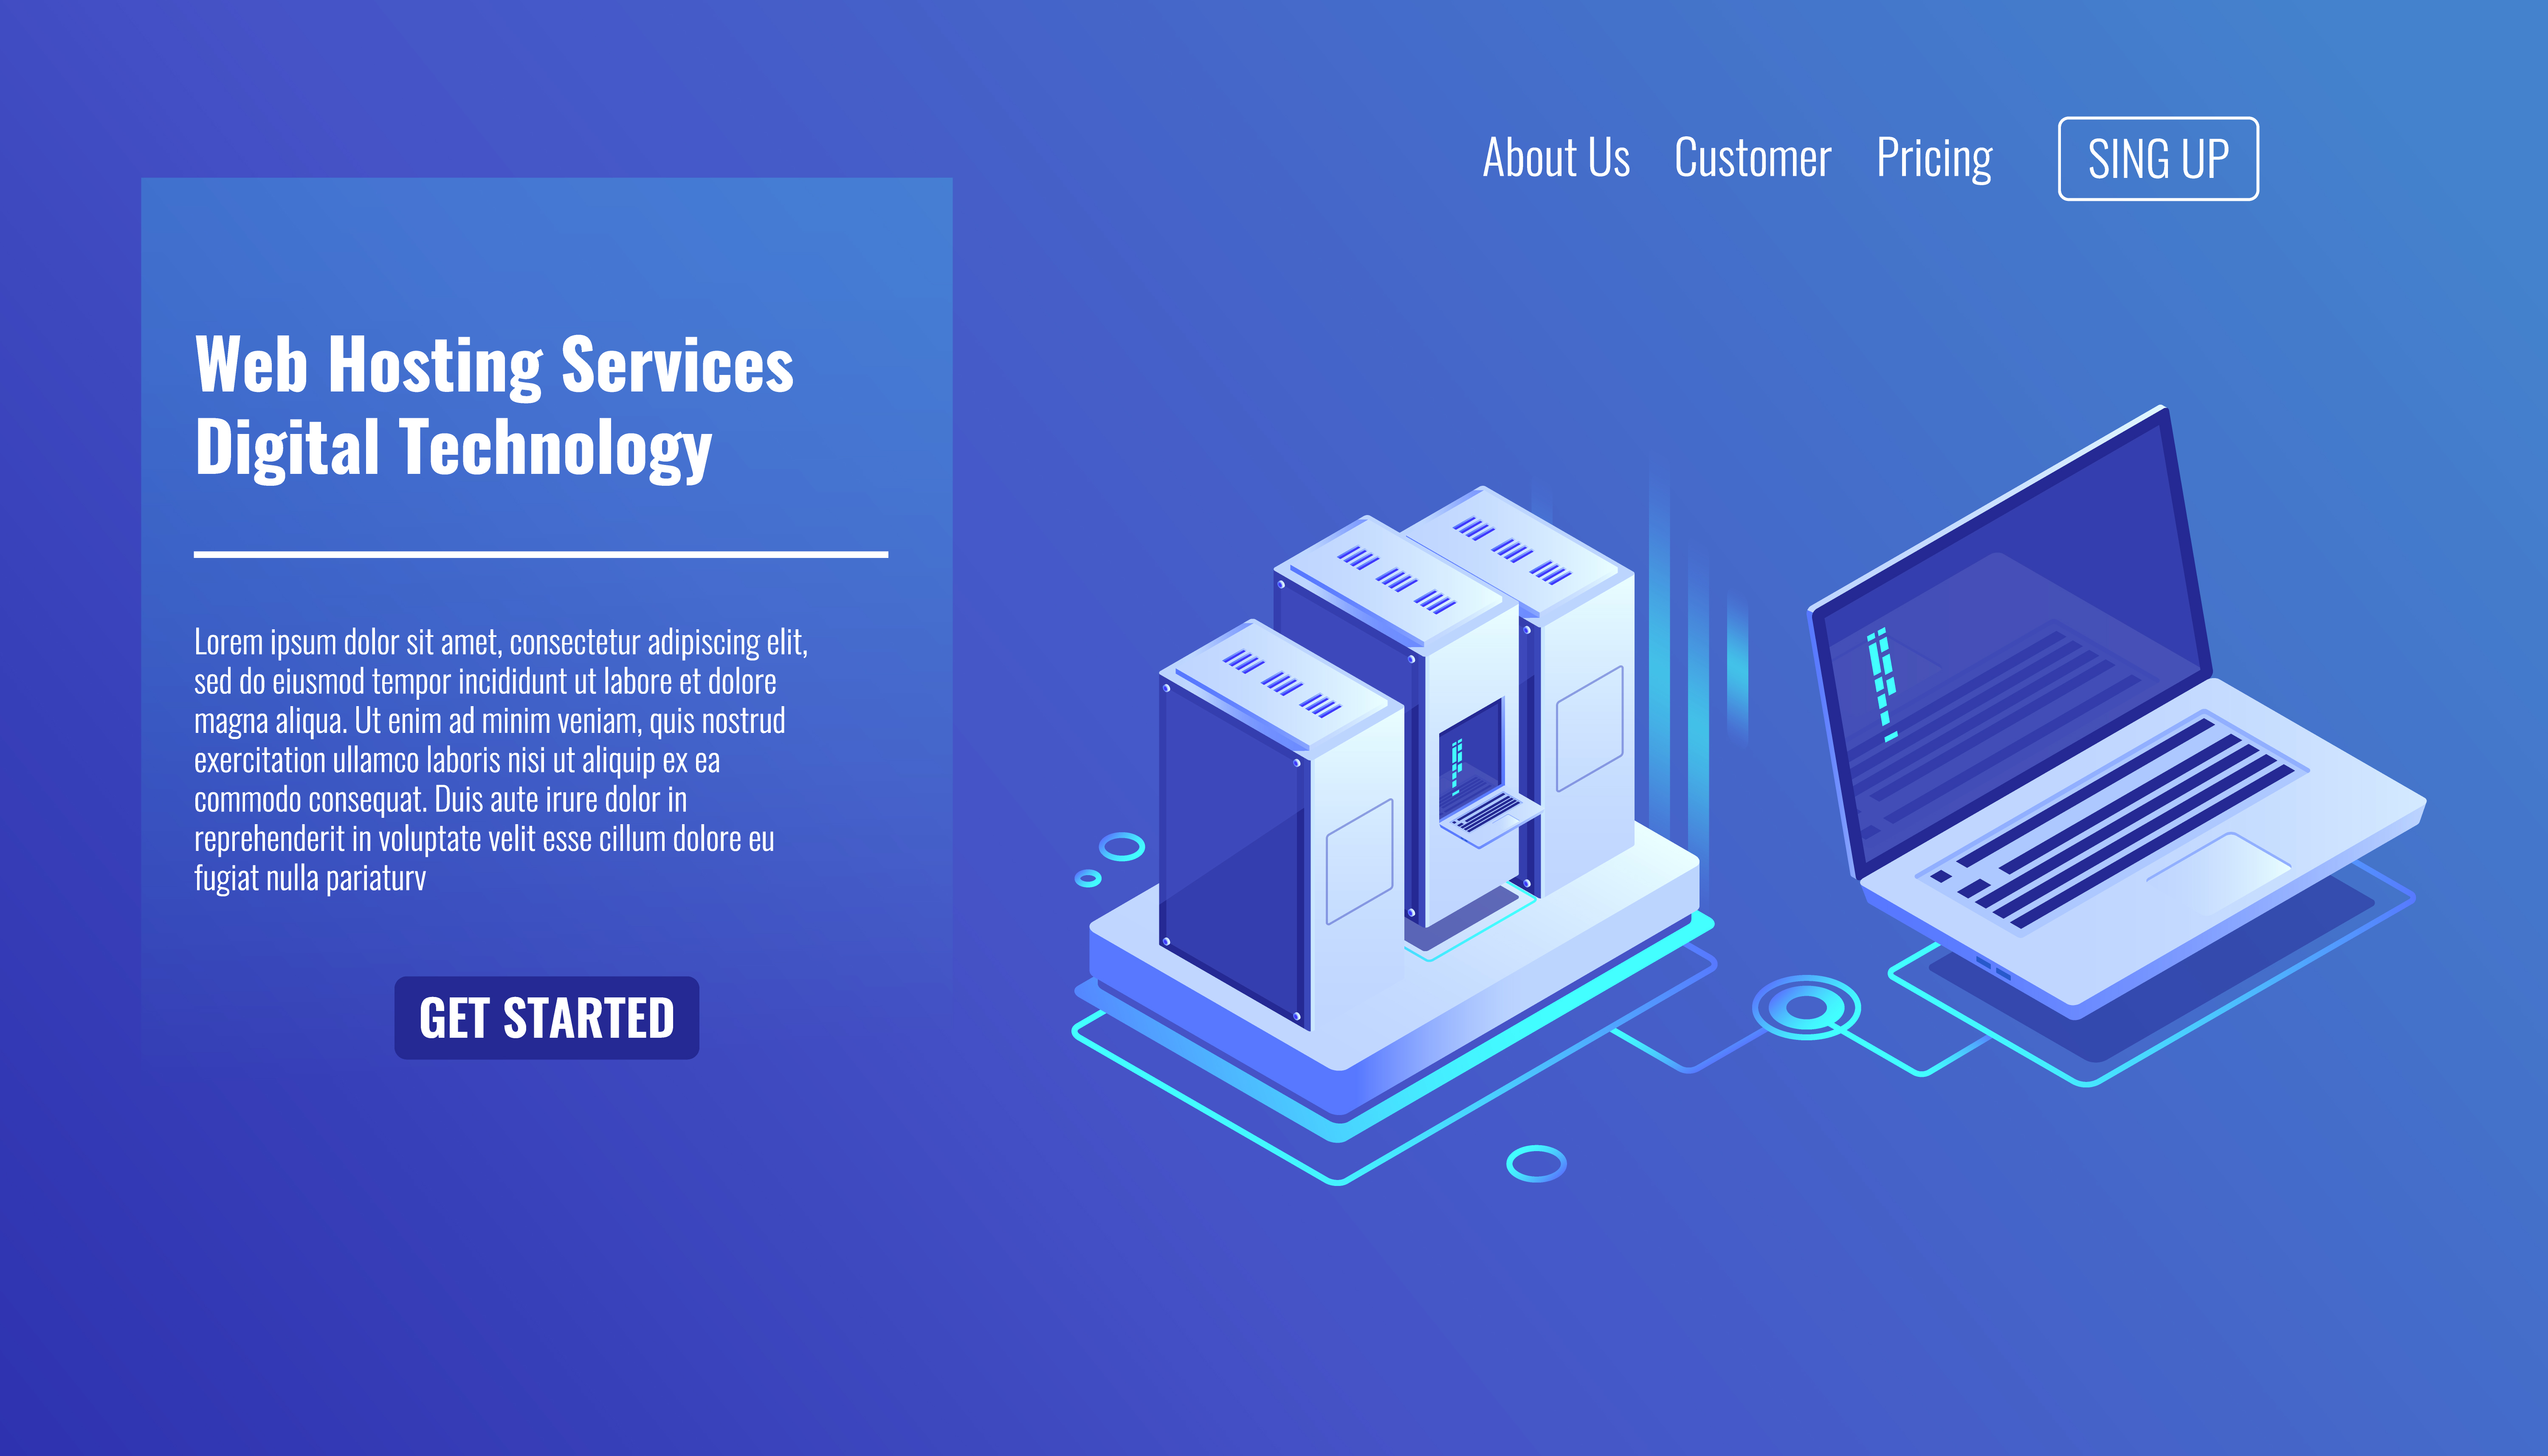 About Us Customer Pricing SING UP
Web Hosting Services
Digital Technology
Lorem ipsum dolor sit amet, consectetur adipiscing elit,
sed do eiusmod tempor incididunt ut labore et dolore
magna aliqua. Ut enim ad minim veniam, quis nostrud
exercitation ullamco laboris nisi ut aliquip ex ea
commodo consequat. Duis aute irure dolor in
reprehenderit in voluptate velit esse cillum dolore eu
fugiat nulla pariaturv
GET STARTED